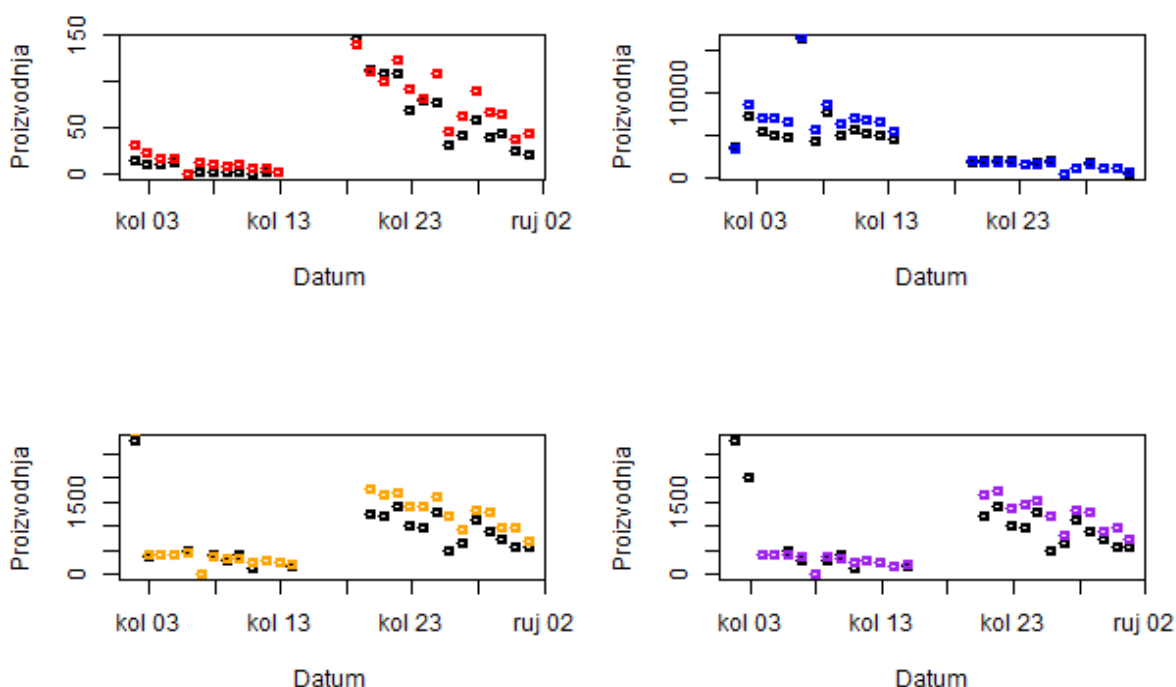 Proizvodnja
150
50
0
kol 03 kol 13 kol 23 ruj 02
Datum
Proizvodnja
10000
0
kol 03 kol 13 kol 23
Datum
Proizvodnja
1500
0
kol 03 kol 13 kol 23 ruj 02
Datum
Proizvodnja
1500
0
kol 03 kol 13 kol 23 ruj 02
Datum